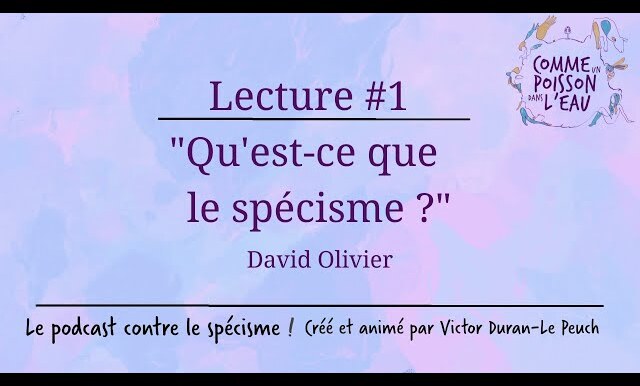 COMME UN
POISSON
DANS L'EAU
Lecture #1
"Qu'est-ce que
le spécisme ?"
David Olivier
Le podcast contre le spécisme ! Créé et animé par Victor Duran-Le Peuch